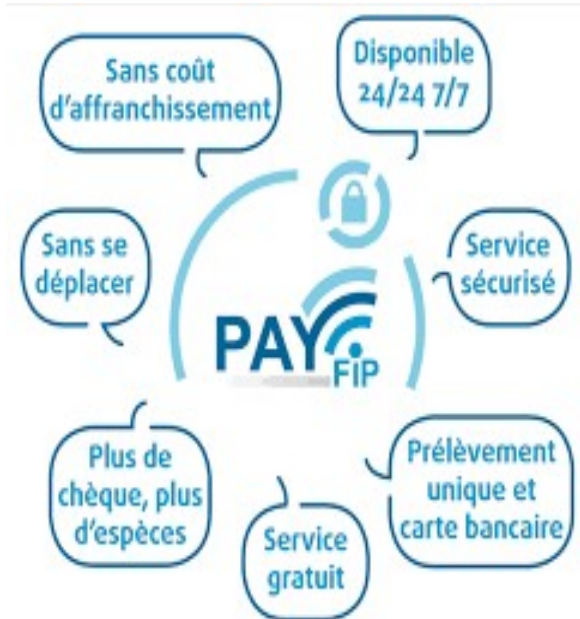 Sans coût
d'affranchissement
Disponible
24/24 7/7
Sans se
déplacer
Service
sécurisé
PAY
FiP
Plus de
chèque, plus
d'espèces
Service
gratuit
Prélèvement
unique et
carte bancaire